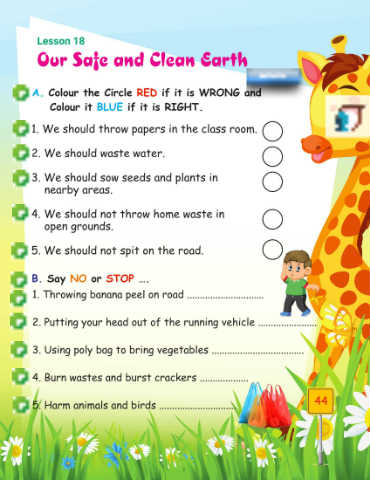 Lesson 18
Our Safe and Clean Earth
A. Colour the Circle RED if it is WRONG and
Colour it BLUE if it is RIGHT.
1. We should throw papers in the class room.
2. We should waste water.
3. We should sow seeds and plants in
nearby areas.
4. We should not throw home waste in
open grounds.
5. We should not spit on the road.
B. Say NO or STOP ....
1. Throwing banana peel on road ............................
2. Putting your head out of the running vehicle ......................
3. Using poly bag to bring vegetables ..................................
4. Burn wastes and burst crackers ..................
5. Harm animals and birds ............................
44